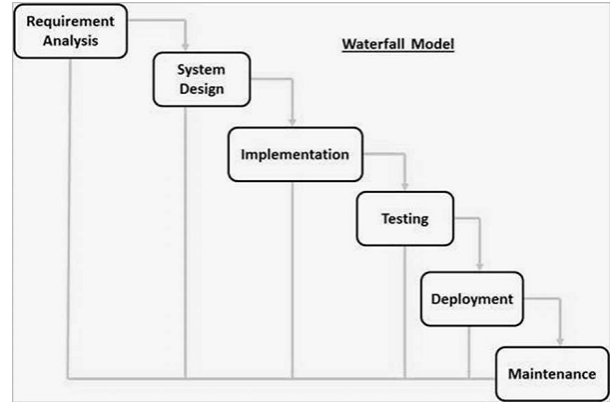 Requirement
Analysis
Waterfall Model
System
Design
Implementation
Testing
Deployment
Maintenance